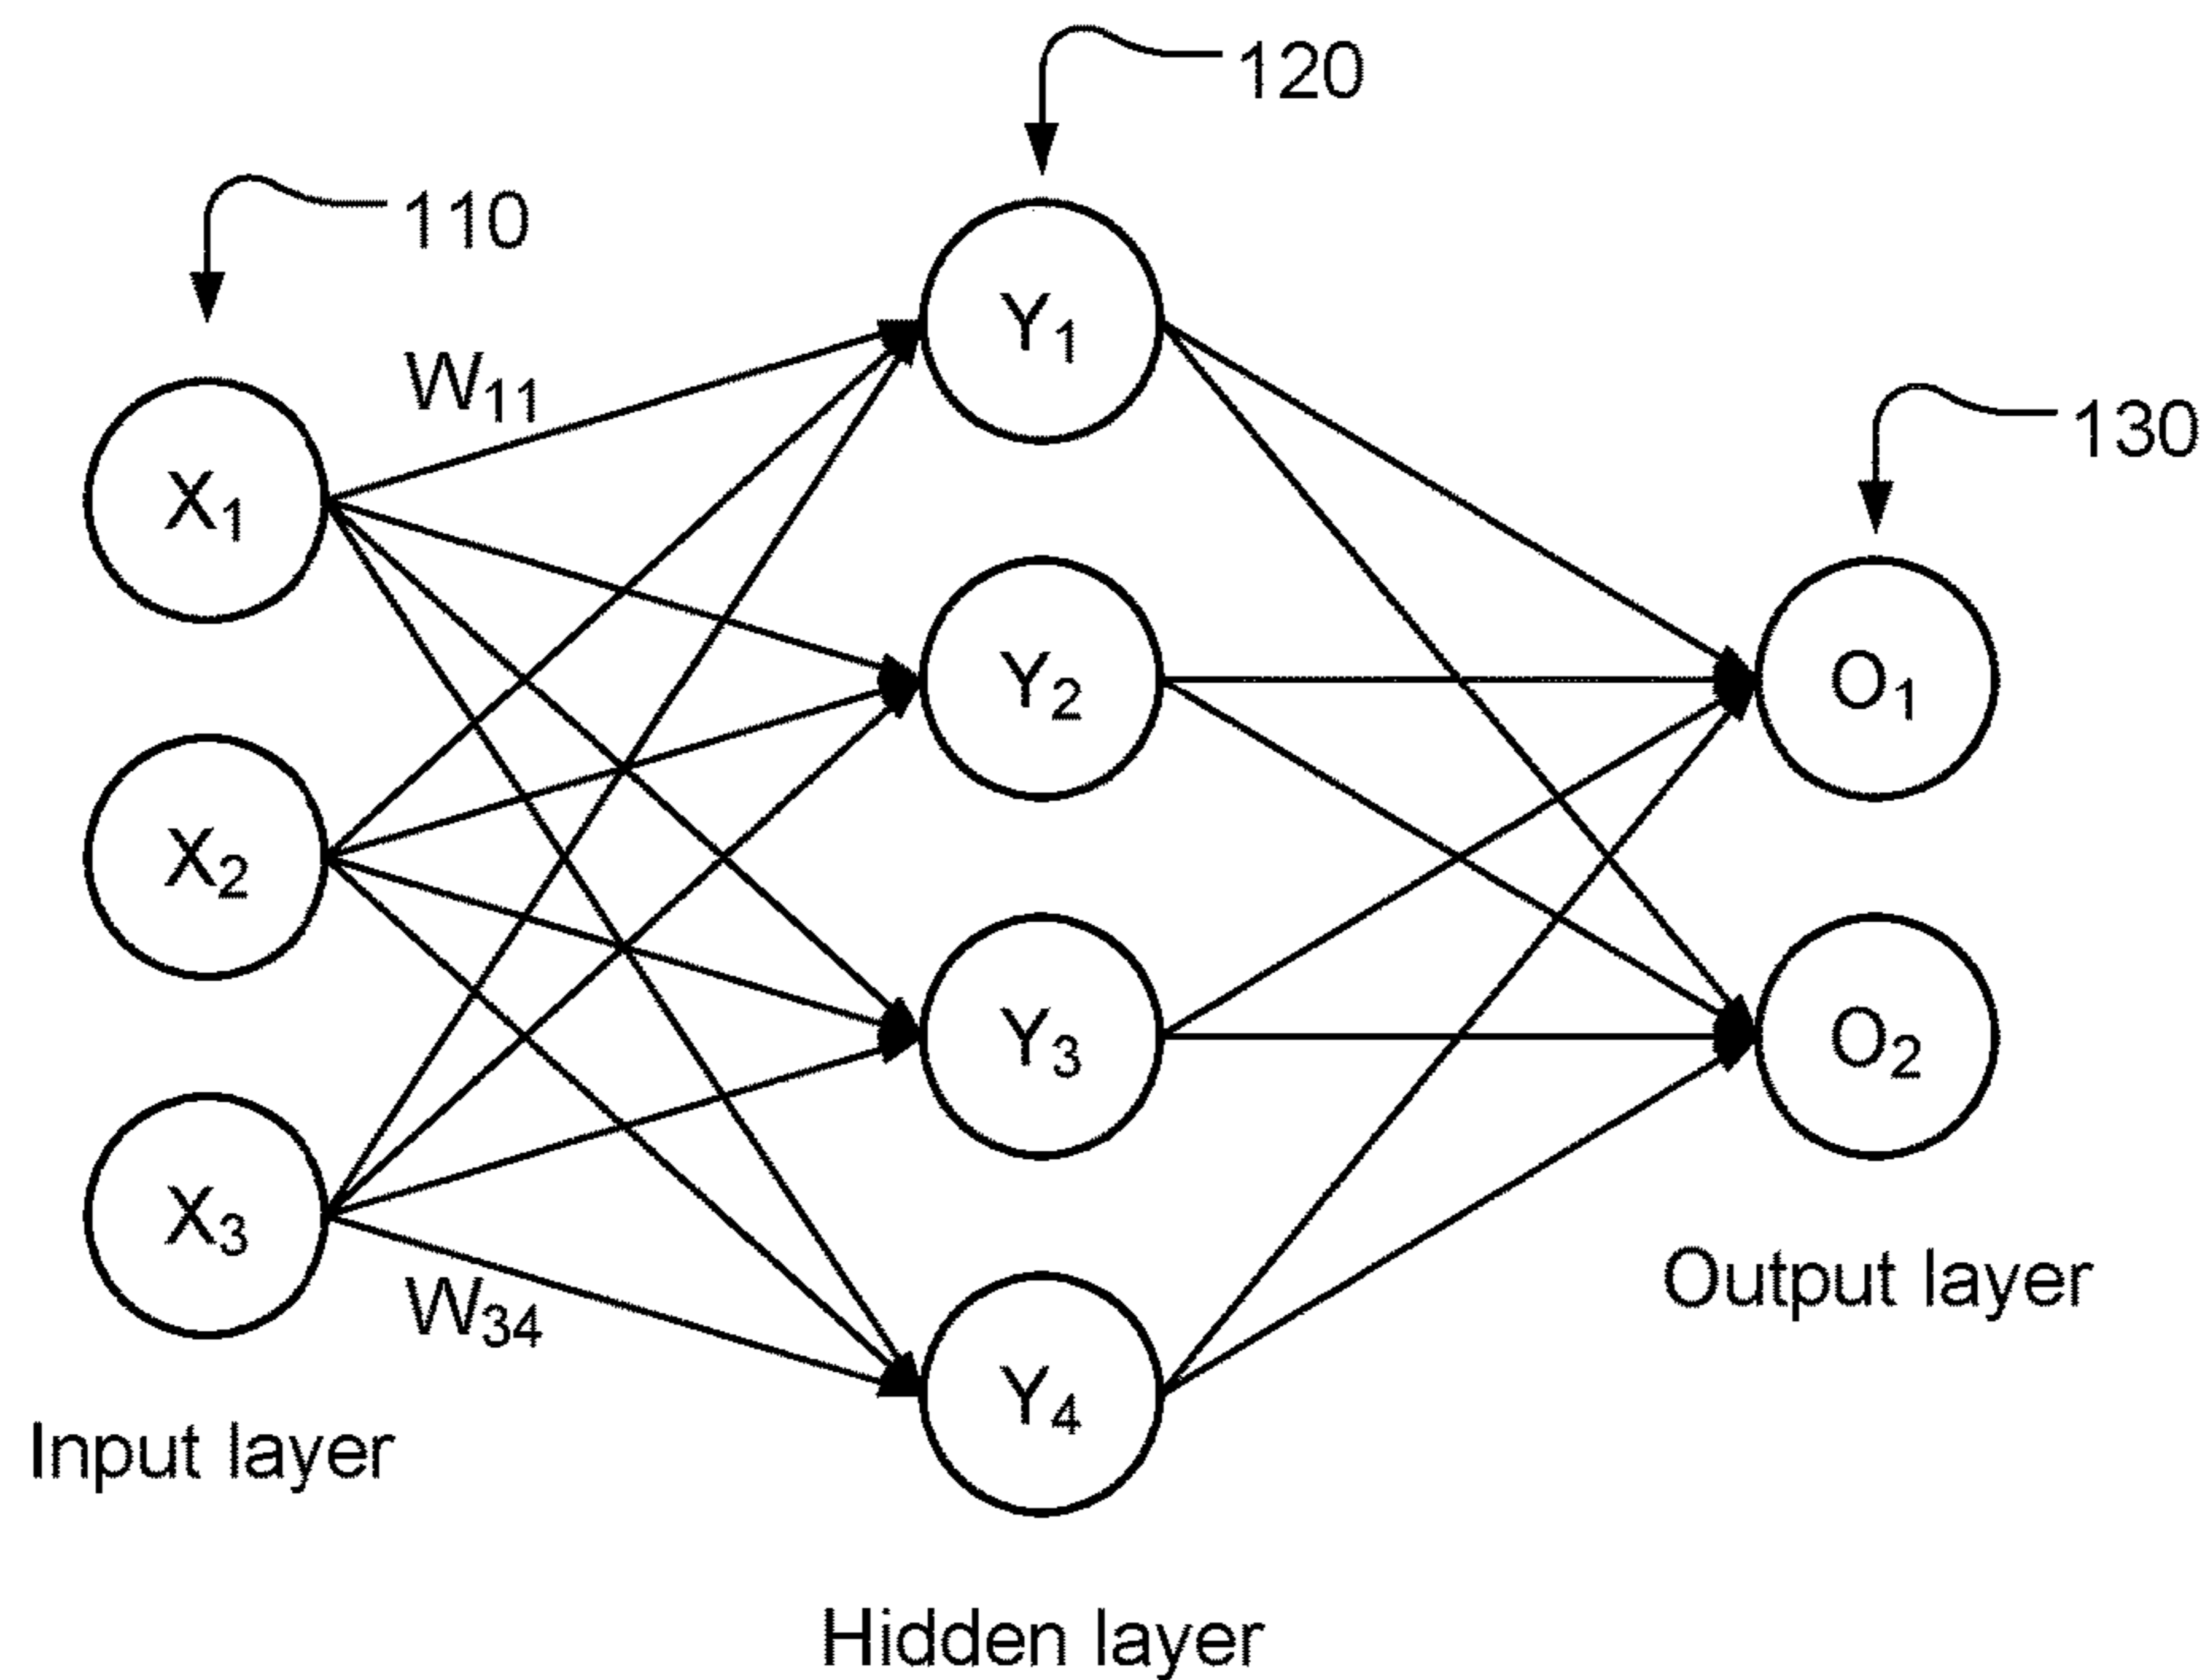 120
110
130
W₁₁
Y₁
X₁
Y₂
O₁
X₂
Y₃
O₂
X₃
W₃₄
Y₄
Output layer
Input layer
Hidden layer